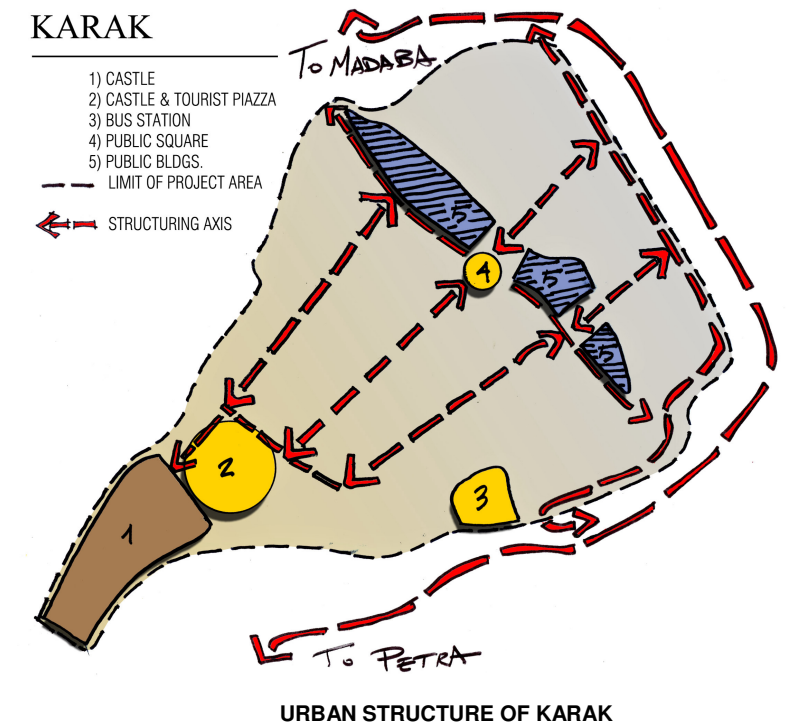 KARAK
1) CASTLE
2) CASTLE & TOURIST PIAZZA
3) BUS STATION
4) PUBLIC SQUARE
5) PUBLIC BLDGS.
LIMIT OF PROJECT AREA
STRUCTURING AXIS
TO MADABA
5
4
5
5
2
3
1
TO PETRA
URBAN STRUCTURE OF KARAK